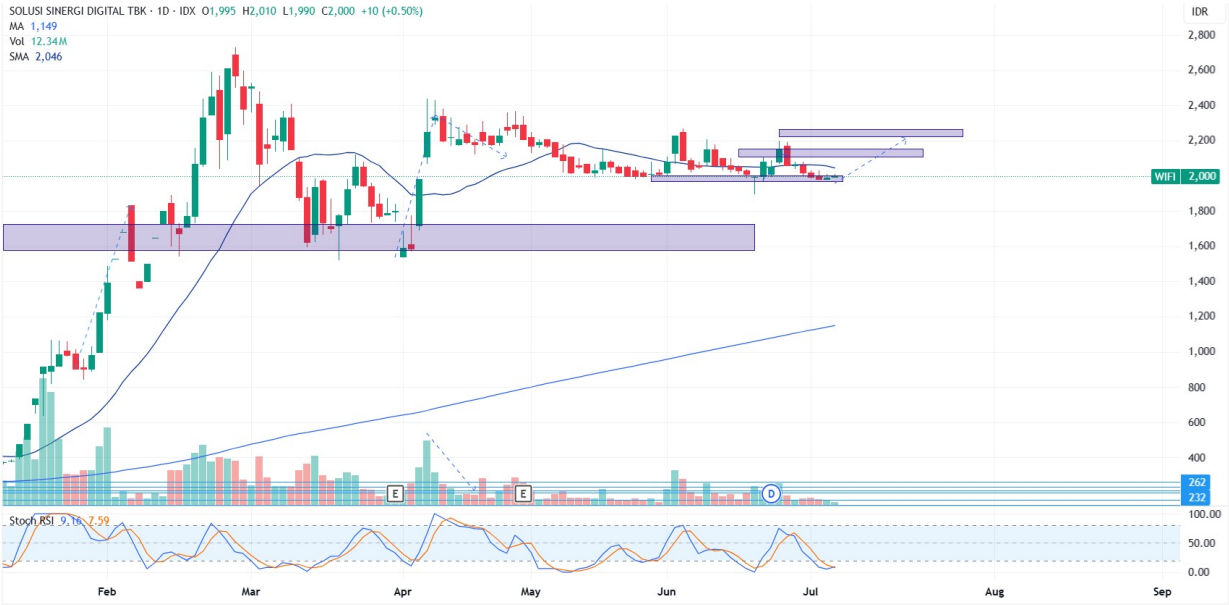 SOLUSI SINERGI DIGITAL TBK · 1D · IDX O1,995 H2,010 L1,990 C2,000 +10 (+0.50%)
IDR
MA 1,149
Vol 12.34M
SMA 2,046
2,800
2,600
2,400
2,200
WIFI 2,000
1,800
1,600
1,400
1,200
1,000
800
600
400
262
E E D
232
Stoch RSI 9.16 7.59
100.00
50.00
0.00
Feb Mar Apr May Jun Jul Aug Sep